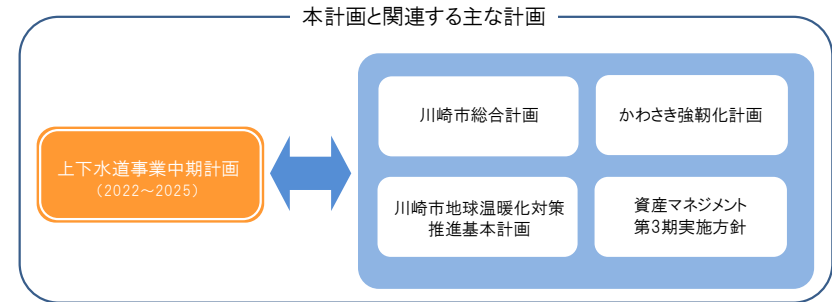 本計画と関連する主な計画
上下水道事業中期計画
（2022～2025）
川崎市総合計画
かわさき強靱化計画
川崎市地球温暖化対策
推進基本計画
資産マネジメント
第3期実施方針